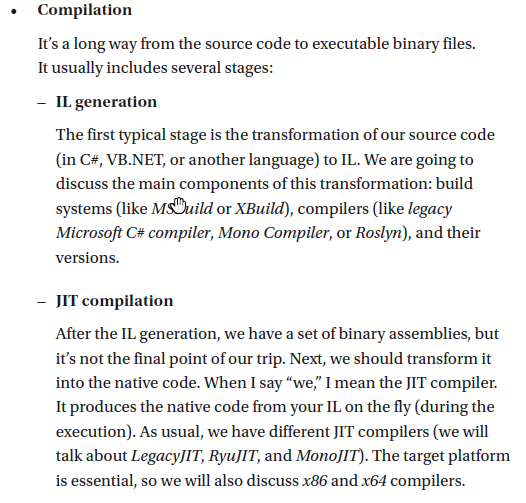 • Compilation
It’s a long way from the source code to executable binary files.
It usually includes several stages:
– IL generation
The first typical stage is the transformation of our source code
(in C#, VB.NET, or another language) to IL. We are going to
discuss the main components of this transformation: build
systems (like MSBuild or XBuild), compilers (like legacy
Microsoft C# compiler, Mono Compiler, or Roslyn), and their
versions.
– JIT compilation
After the IL generation, we have a set of binary assemblies, but
it’s not the final point of our trip. Next, we should transform it
into the native code. When I say “we,” I mean the JIT compiler.
It produces the native code from your IL on the fly (during the
execution). As usual, we have different JIT compilers (we will
talk about LegacyJIT, RyuJIT, and MonoJIT). The target platform
is essential, so we will also discuss x86 and x64 compilers.